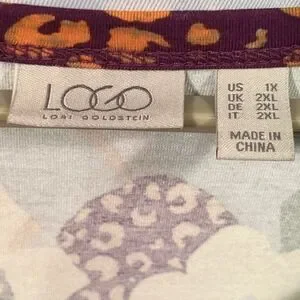 LOGO
LORI GOLDSTEIN
US 1X
UK 2XL
DE 2XL
IT 2XL
MADE IN
CHINA